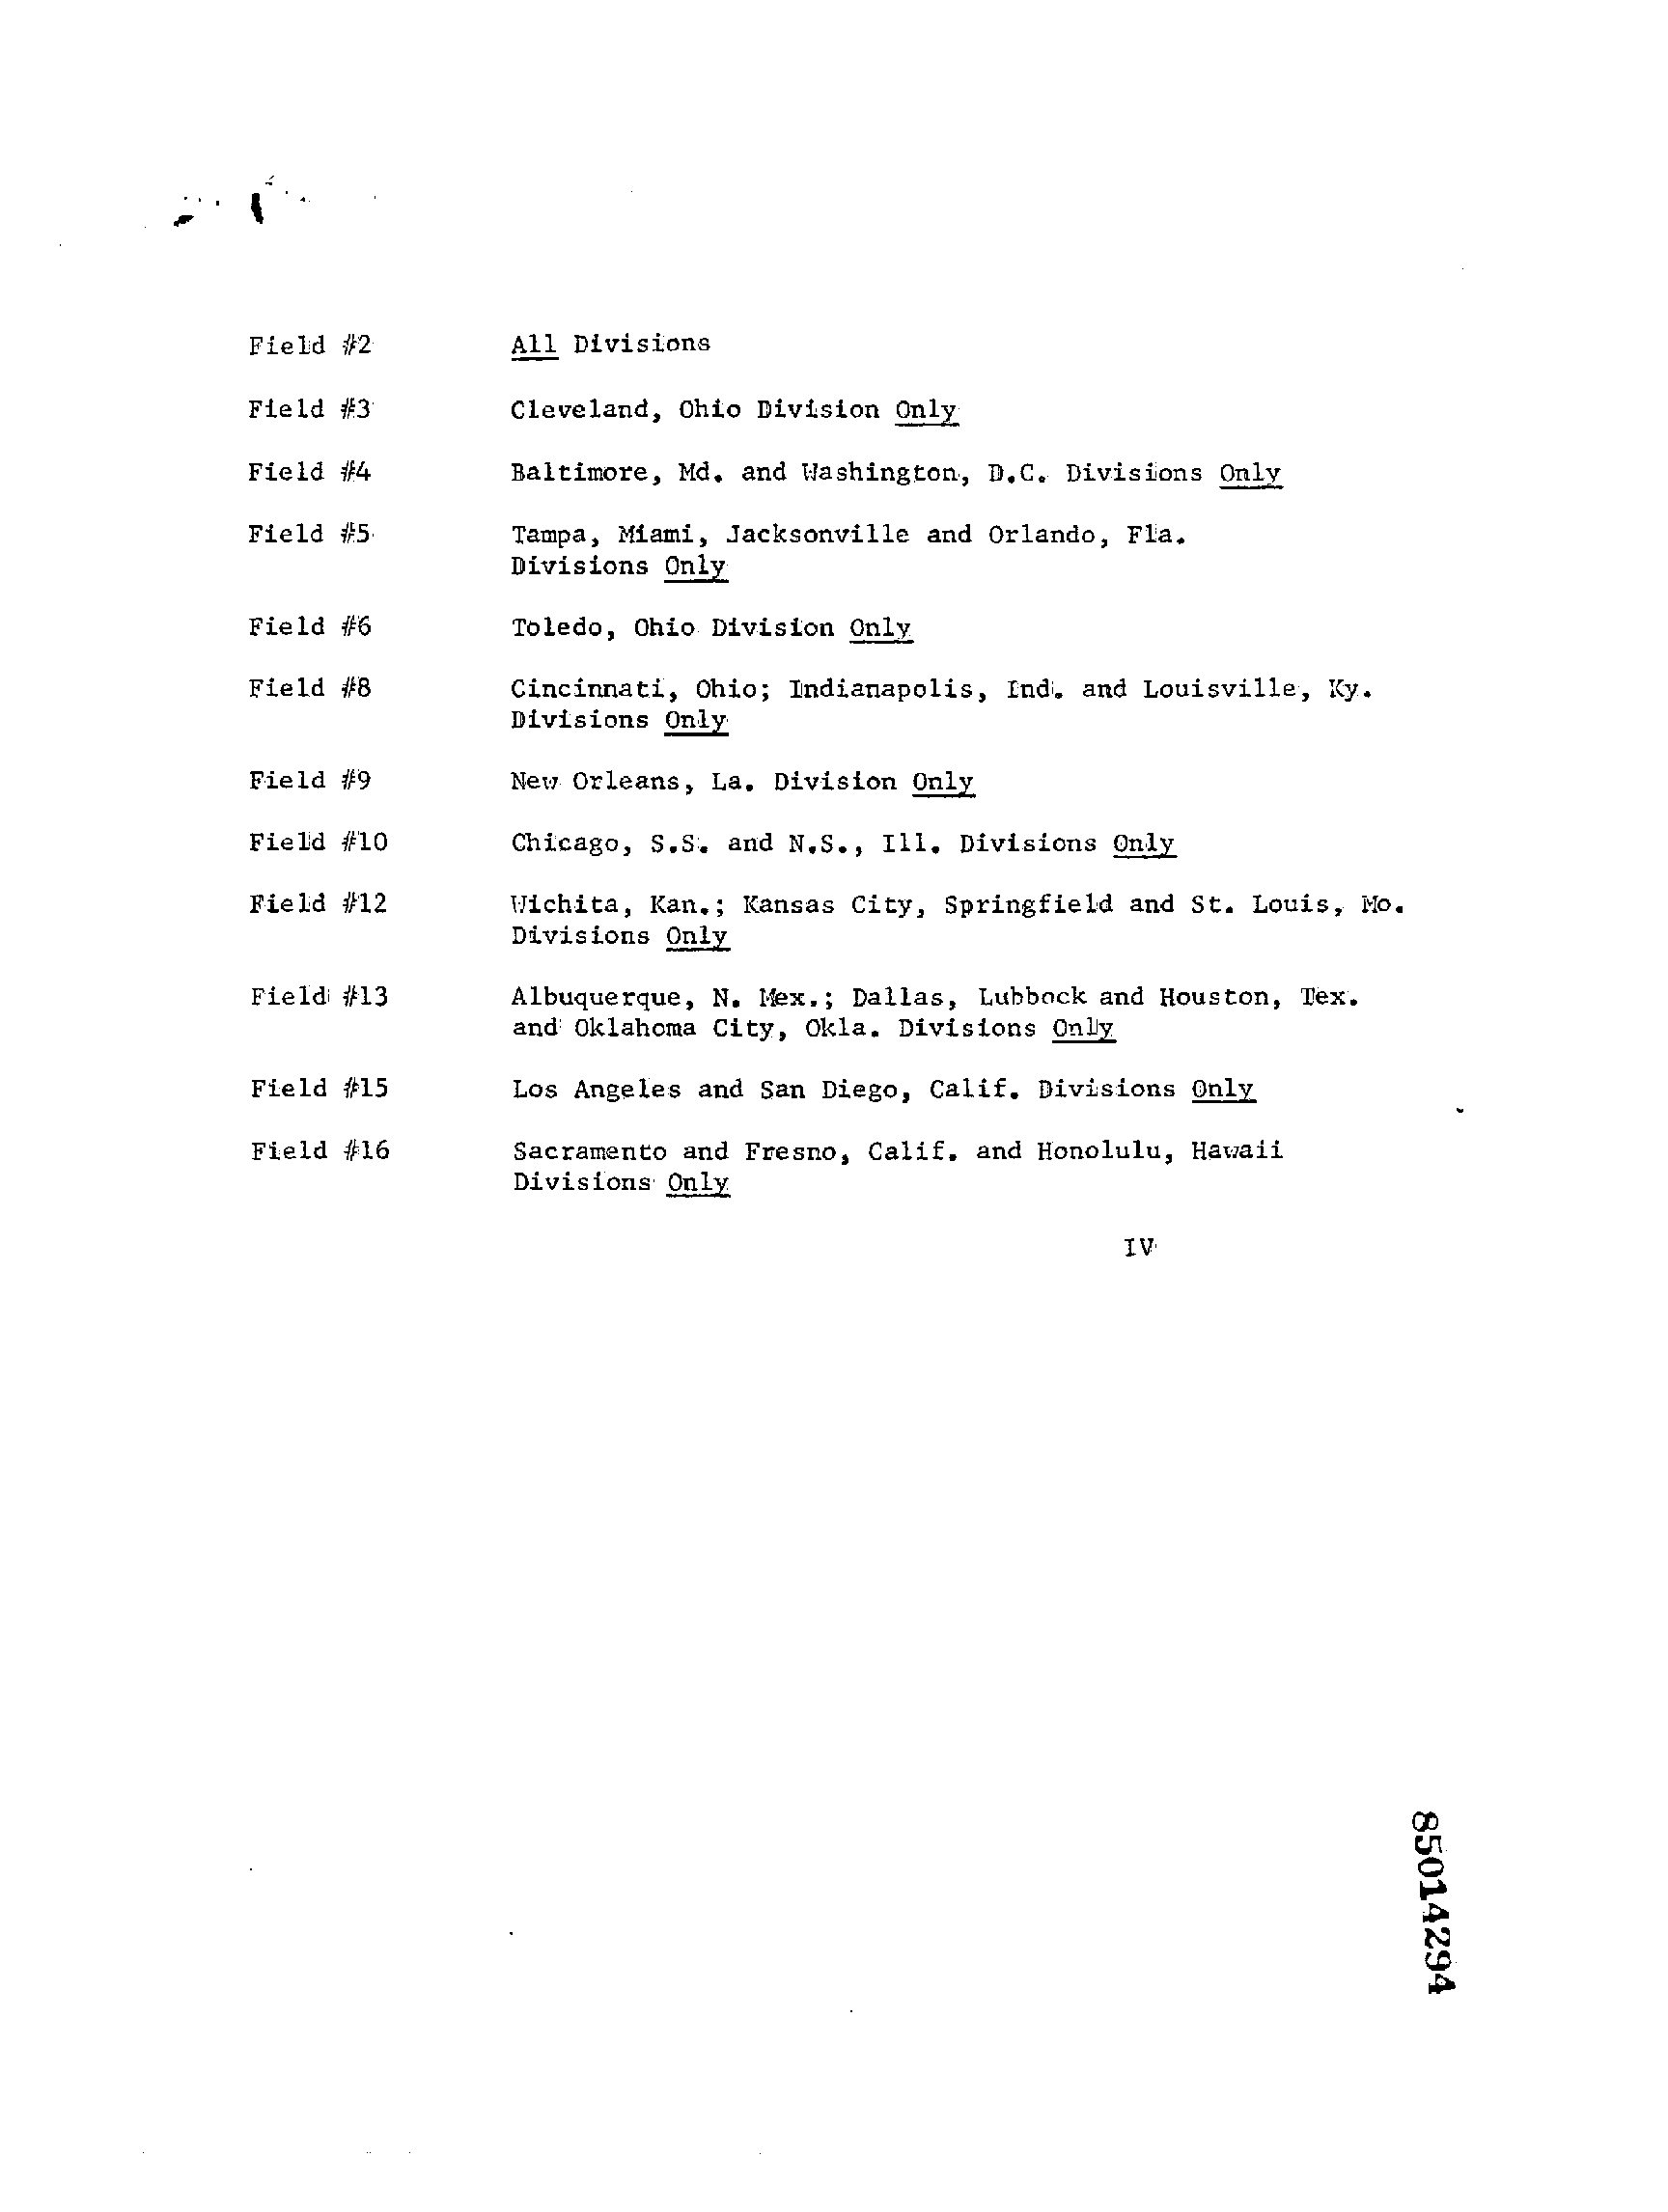 Field #2 All Divisions
Field #3 Cleveland, Ohio Division Only
Field #4 Baltimore, Md. and Washington, D.C. Divisions Only
Field #5 Tampa, Miami, Jacksonville and Orlando, Fla.
Divisions Only
Field #6 Toledo, Ohio Division Only
Field #8 Cincinnati, Ohio; Indianapolis, Ind. and Louisville, Ky.
Divisions Only
Field #9 New Orleans, La. Division Only
Field #10 Chicago, S.S. and N.S., Ill. Divisions Only
Field #12 Wichita, Kan.; Kansas City, Springfield and St. Louis, Mo.
Divisions Only
Field #13 Albuquerque, N. Mex.; Dallas, Lubbock and Houston, Tex.
and Oklahoma City, Okla. Divisions Only
Field #15 Los Angeles and San Diego, Calif. Divisions Only
Field #16 Sacramento and Fresno, Calif. and Honolulu, Hawaii
Divisions Only
IV
85014294